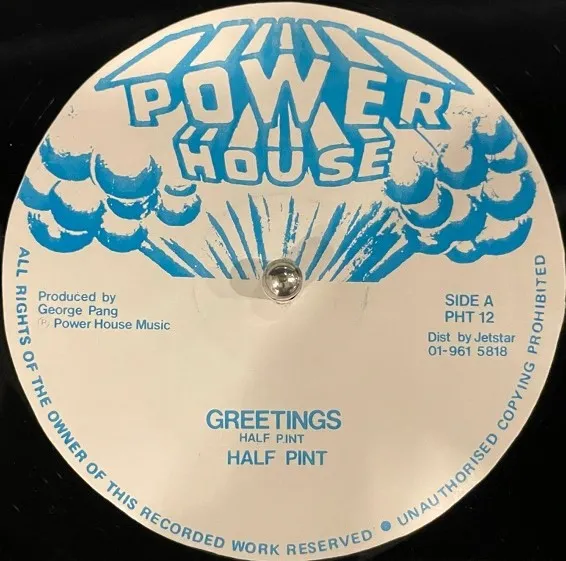 POWER
HOUSE
Produced by
George Pang
Ⓟ Power House Music
SIDE A
PHT 12
Dist by Jetstar
01-961 5818
GREETINGS
HALF P.INT
HALF PINT
ALL RIGHTS OF THE OWNER OF THIS RECORDED WORK RESERVED ● UNAUTHORISED COPYING PROHIBITED